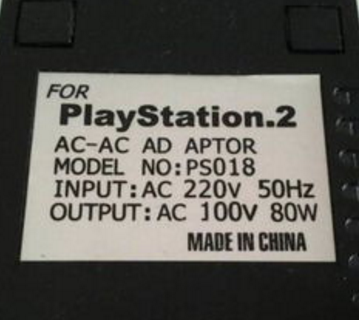 FOR
PlayStation.2
AC-AC AD APTOR
MODEL NO:PS018
INPUT:AC 220V 50Hz
OUTPUT:AC 100V 80W
MADE IN CHINA